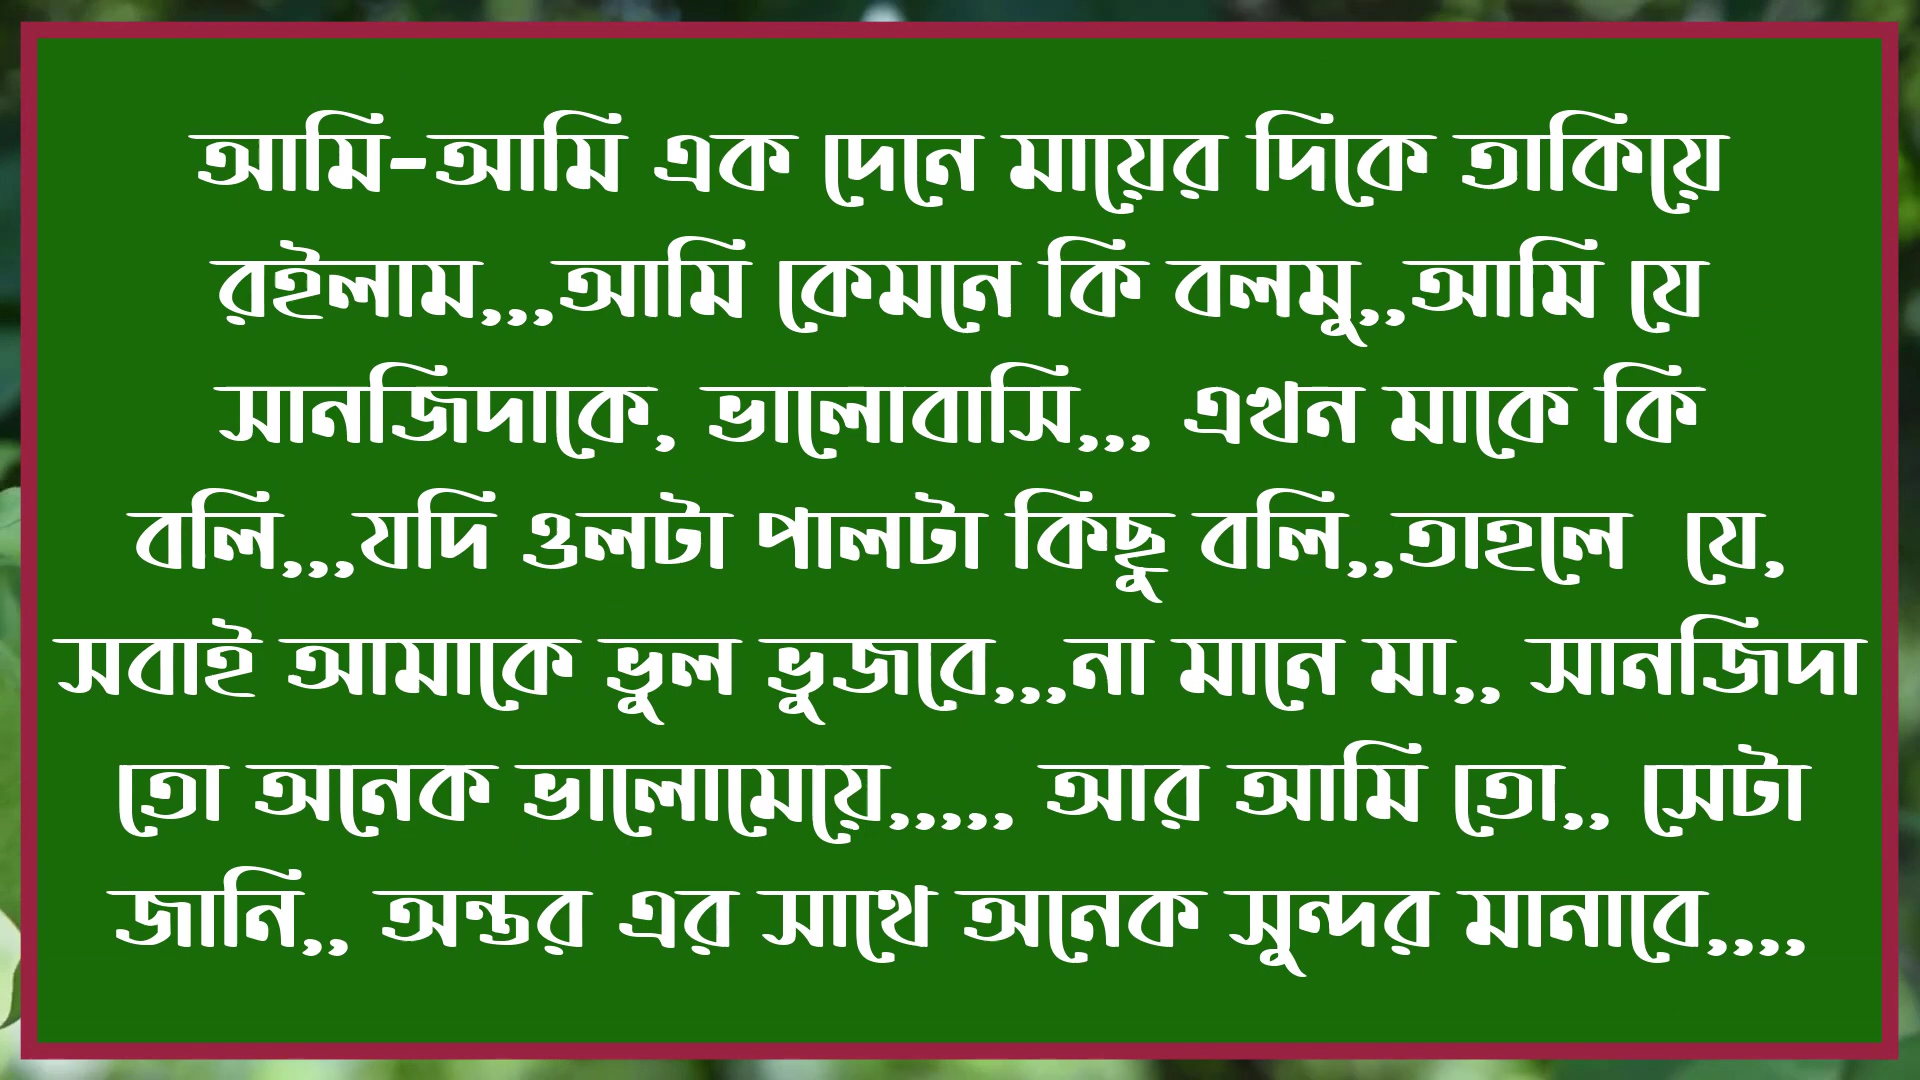 আমি-আমি এক দেনে মায়ের দিকে তাকিয়ে
রইলাম,,,আমি কেমনে কি বলমু,,আমি যে
সানজিদাকে, ভালোবাসি,,, এখন মাকে কি
বলি,,,যদি ওলটা পালটা কিছু বলি,,তাহলে  যে,
সবাই আমাকে ভুল ভুজবে,,,না মানে মা,, সানজিদা
তো অনেক ভালোমেয়ে,,,,, আর আমি তো,, সেটা
জানি,, অন্তর এর সাথে অনেক সুন্দর মানাবে,,,,